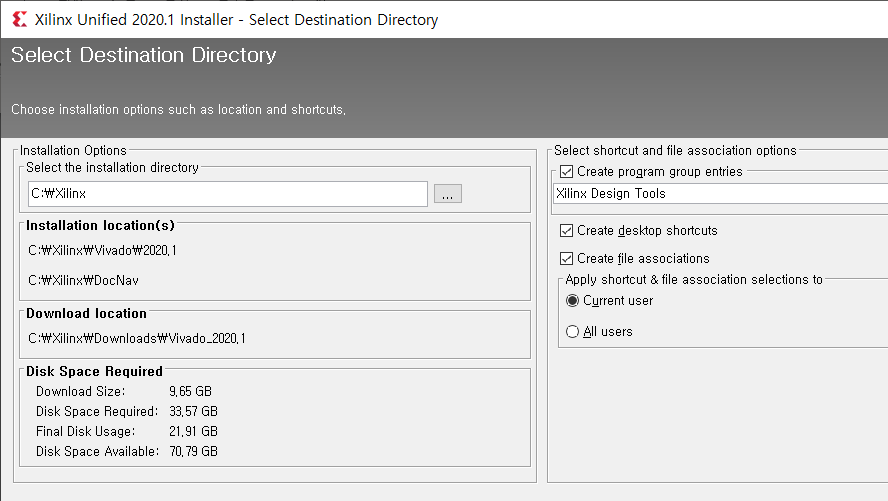 Xilinx Unified 2020.1 Installer - Select Destination Directory
Select Destination Directory
Choose installation options such as location and shortcuts.
Installation Options
Select the installation directory
C:₩Xilinx
...
Installation location(s)
C:₩Xilinx₩Vivado₩2020.1
C:₩Xilinx₩DocNav
Download location
C:₩Xilinx₩Downloads₩Vivado_2020.1
Disk Space Required
Download Size: 9.65 GB
Disk Space Required: 33.57 GB
Final Disk Usage: 21.91 GB
Disk Space Available: 70.79 GB
Select shortcut and file association options
Create program group entries
Xilinx Design Tools
Create desktop shortcuts
Create file associations
Apply shortcut & file association selections to
Current user
All users